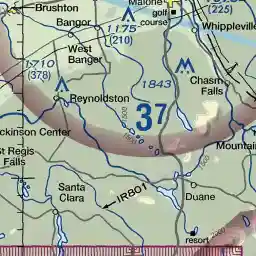 Brushton
Malone
golf
course
(225)
Bangor
1175
(210)
Whippleville
West
Bangor
1710
(378)
1843
Chasm
Falls
Reynoldston
37
Dickinson Center
St Regis
Falls
Mountain
Santa
Clara
IR801
Duane
resort